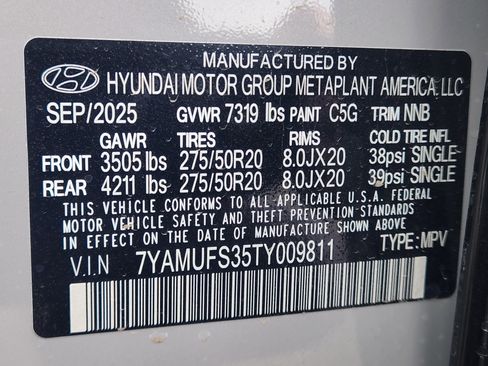 MANUFACTURED BY
HYUNDAI MOTOR GROUP METAPLANT AMERICA, LLC
SEP/2025 GVWR 7319 lbs PAINT C5G TRIM NNB
GAWR TIRES RIMS COLD TIRE INFL
FRONT 3505 lbs 275/50R20 8.0JX20 38psi SINGLE
REAR 4211 lbs 275/50R20 8.0JX20 39psi SINGLE
THIS VEHICLE CONFORMS TO ALL APPLICABLE U.S.A. FEDERAL
MOTOR VEHICLE SAFETY AND THEFT PREVENTION STANDARDS
IN EFFECT ON THE DATE OF MANUFACTURE SHOWN ABOVE.
V.I.N 7YAMUFS35TY009811 TYPE: MPV